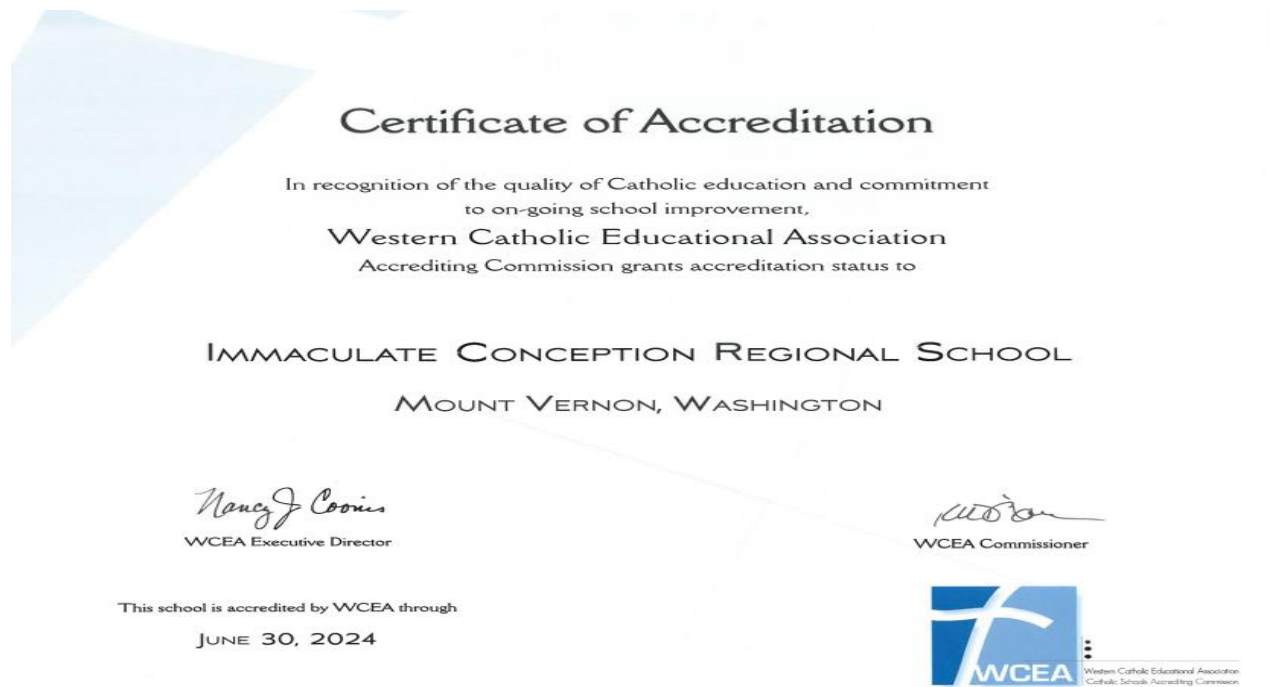 Certificate of Accreditation
In recognition of the quality of Catholic education and commitment
to on-going school improvement,
Western Catholic Educational Association
Accrediting Commission grants accreditation status to
IMMACULATE CONCEPTION REGIONAL SCHOOL
MOUNT VERNON, WASHINGTON
Nancy J Coonis
WCEA Executive Director
WCEA Commissioner
This school is accredited by WCEA through
JUNE 30, 2024
WCEA
Western Catholic Educational Association
Catholic Schools Accrediting Commission